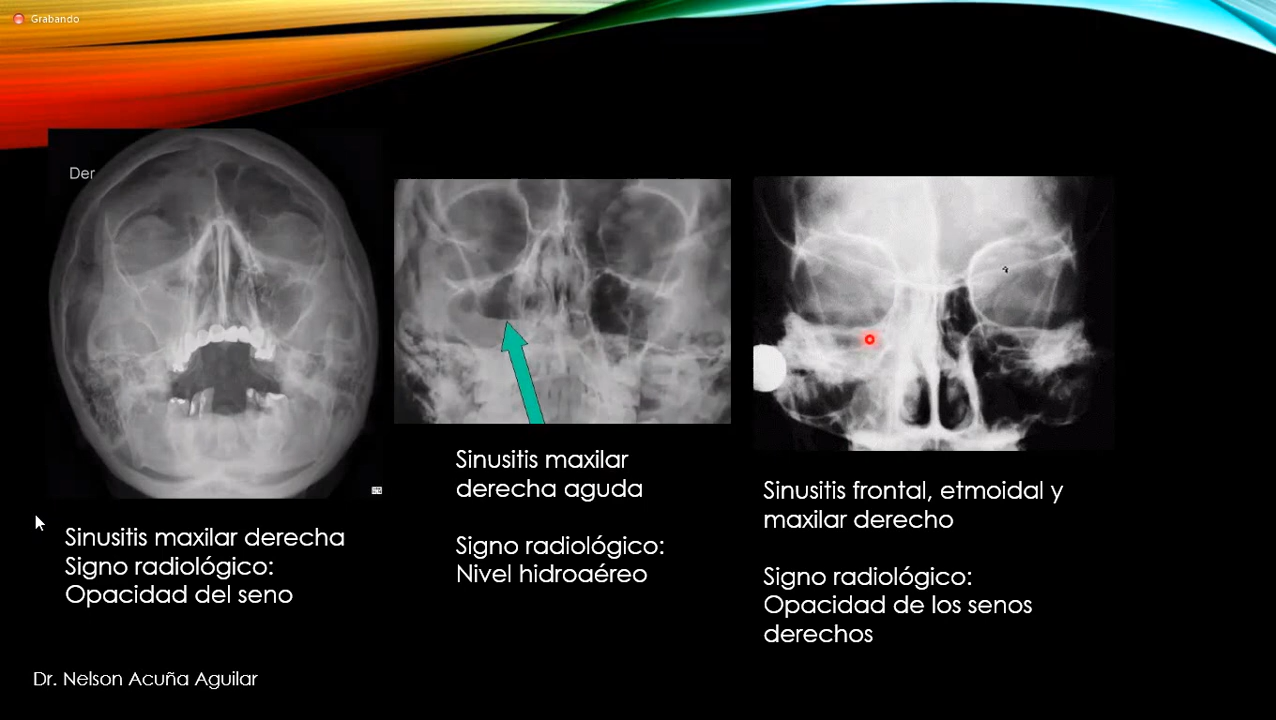 Grabando
Der
Sinusitis maxilar derecha
Signo radiológico:
Opacidad del seno
Sinusitis maxilar
derecha aguda
Signo radiológico:
Nivel hidroaéreo
Sinusitis frontal, etmoidal y
maxilar derecho
Signo radiológico:
Opacidad de los senos
derechos
Dr. Nelson Acuña Aguilar